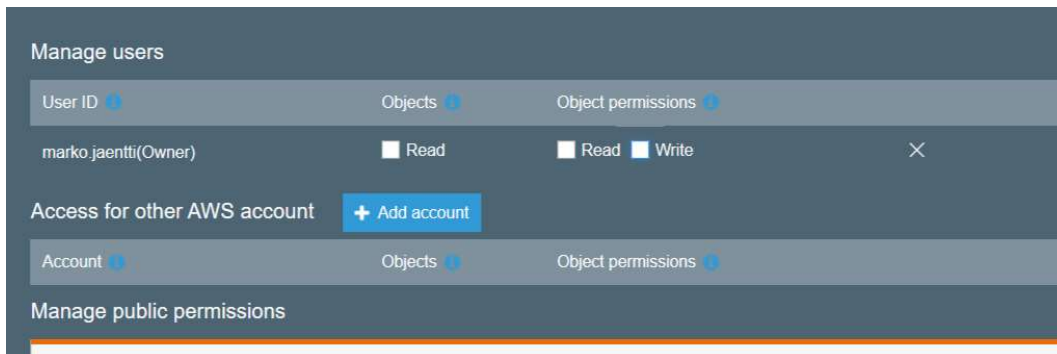 Manage users
User ID Objects Object permissions
marko.jaentti(Owner) Read Read Write
Access for other AWS account + Add account
Account Objects Object permissions
Manage public permissions